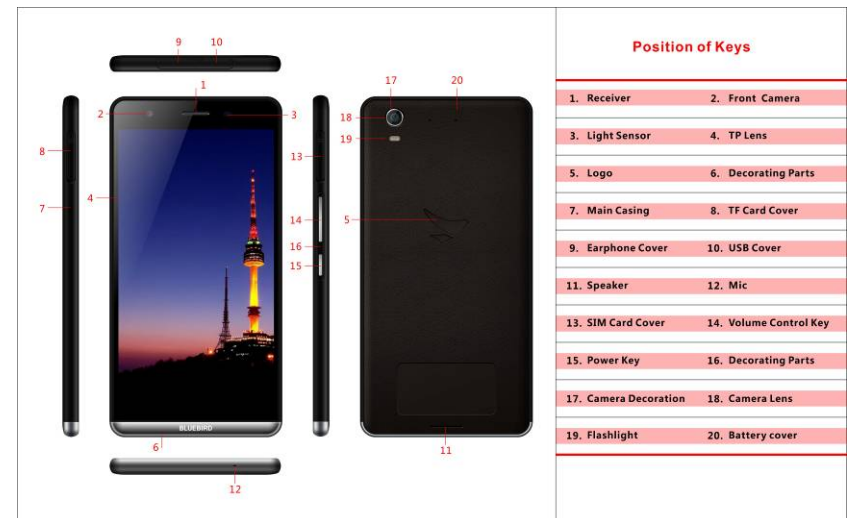 9 10
1
2 3
8
4
7
13
14
16
15
BLUEBIRD
6
12
17 20
18
19
5
11
Position of Keys
1. Receiver 2. Front Camera
3. Light Sensor 4. TP Lens
5. Logo 6. Decorating Parts
7. Main Casing 8. TF Card Cover
9. Earphone Cover 10. USB Cover
11. Speaker 12. Mic
13. SIM Card Cover 14. Volume Control Key
15. Power Key 16. Decorating Parts
17. Camera Decoration 18. Camera Lens
19. Flashlight 20. Battery cover